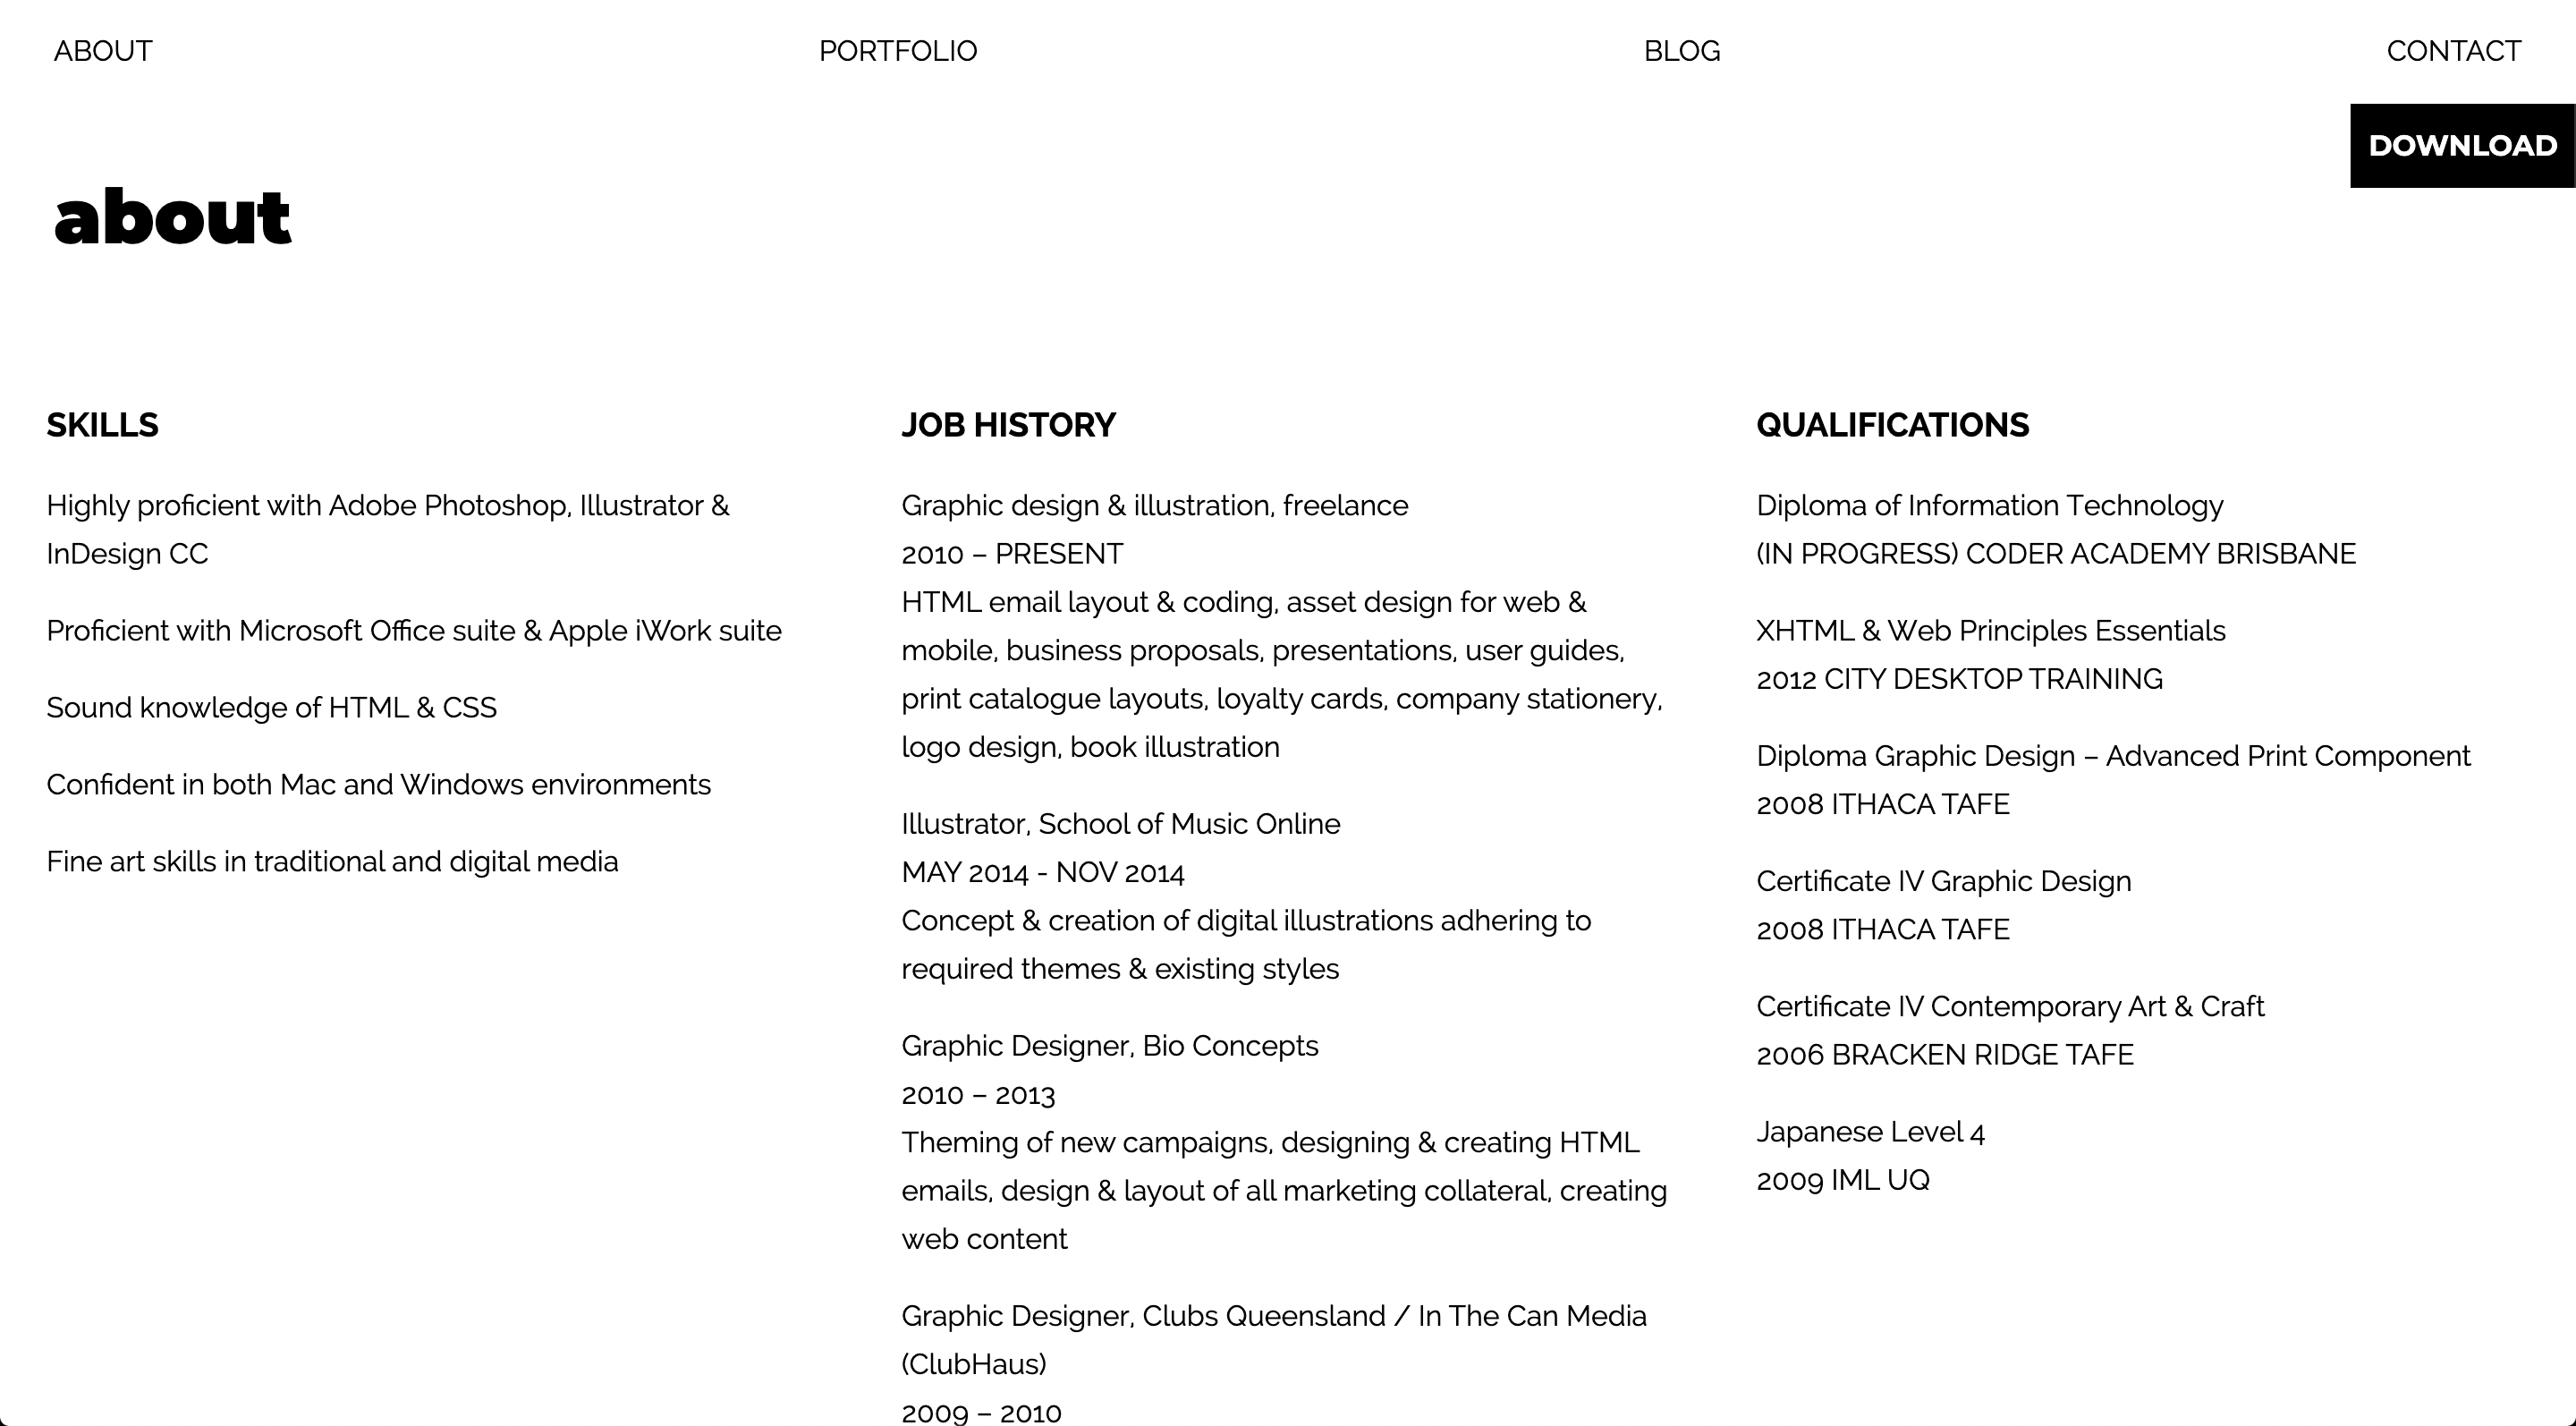 ABOUT
PORTFOLIO
BLOG
CONTACT
DOWNLOAD
about
SKILLS
Highly proficient with Adobe Photoshop, Illustrator &
InDesign CC
Proficient with Microsoft Office suite & Apple iWork suite
Sound knowledge of HTML & CSS
Confident in both Mac and Windows environments
Fine art skills in traditional and digital media
JOB HISTORY
Graphic design & illustration, freelance
2010 – PRESENT
HTML email layout & coding, asset design for web &
mobile, business proposals, presentations, user guides,
print catalogue layouts, loyalty cards, company stationery,
logo design, book illustration
Illustrator, School of Music Online
MAY 2014 - NOV 2014
Concept & creation of digital illustrations adhering to
required themes & existing styles
Graphic Designer, Bio Concepts
2010 – 2013
Theming of new campaigns, designing & creating HTML
emails, design & layout of all marketing collateral, creating
web content
Graphic Designer, Clubs Queensland / In The Can Media
(ClubHaus)
2009 – 2010
QUALIFICATIONS
Diploma of Information Technology
(IN PROGRESS) CODER ACADEMY BRISBANE
XHTML & Web Principles Essentials
2012 CITY DESKTOP TRAINING
Diploma Graphic Design – Advanced Print Component
2008 ITHACA TAFE
Certificate IV Graphic Design
2008 ITHACA TAFE
Certificate IV Contemporary Art & Craft
2006 BRACKEN RIDGE TAFE
Japanese Level 4
2009 IML UQ